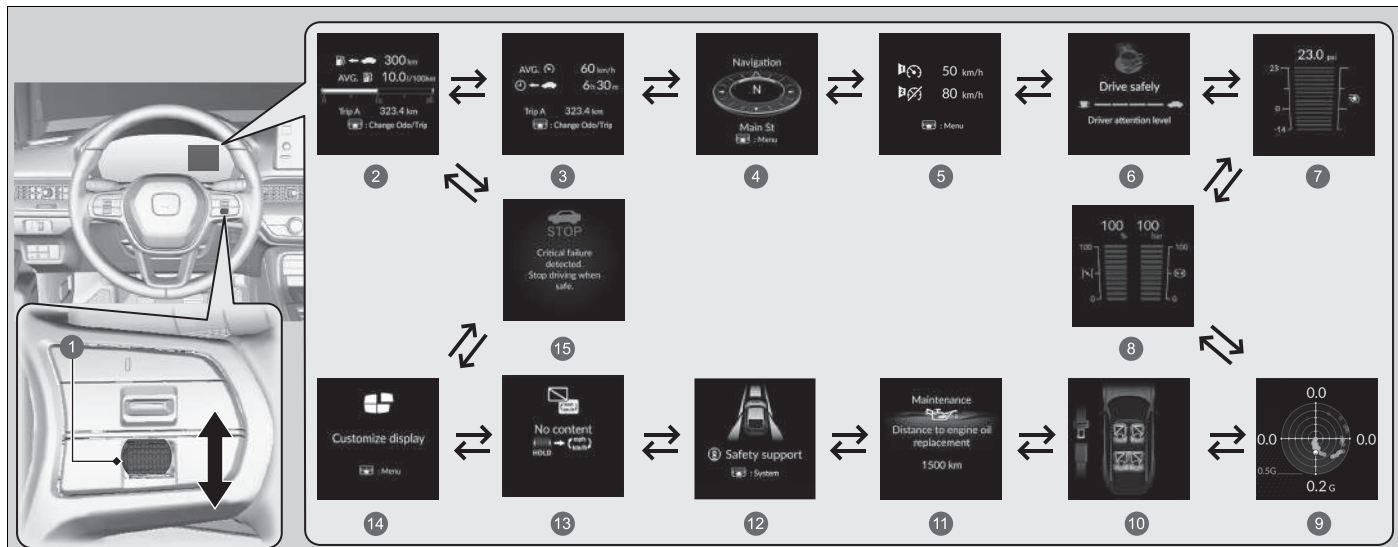 300 km
AVG. 10.0 l/100km
Trip A 323.4 km
: Change Odo/Trip
2
AVG. 60 km/h
6h 30m
Trip A 323.4 km
: Change Odo/Trip
3
Navigation
N
Main St
: Menu
4
50 km/h
80 km/h
: Menu
5
Drive safely
Driver attention level
6
23.0 psi
23
0
-14
7
STOP
Critical failure
detected.
Stop driving when
safe.
15
100 100
%
100 100
0 0
8
1
Customize display
: Menu
14
mph
km/h
No content
HOLD
mph
km/h
13
Safety support
: System
12
Maintenance
Distance to engine oil
replacement
1500 km
11
10
0.0
0.0 0.0
0.5G
0.2 G
9